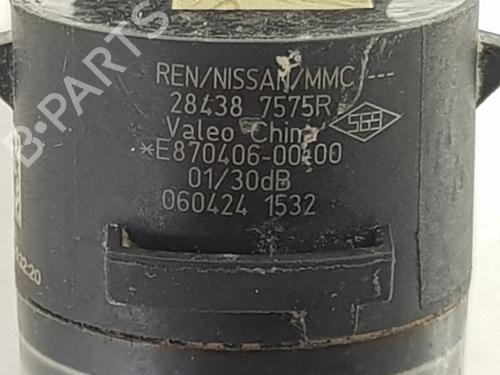 B-PARTS
REN/NISSAN/MMC/---
28438 7575R
Valeo China
569
*E870406-00400
01/30dB
060424 1532